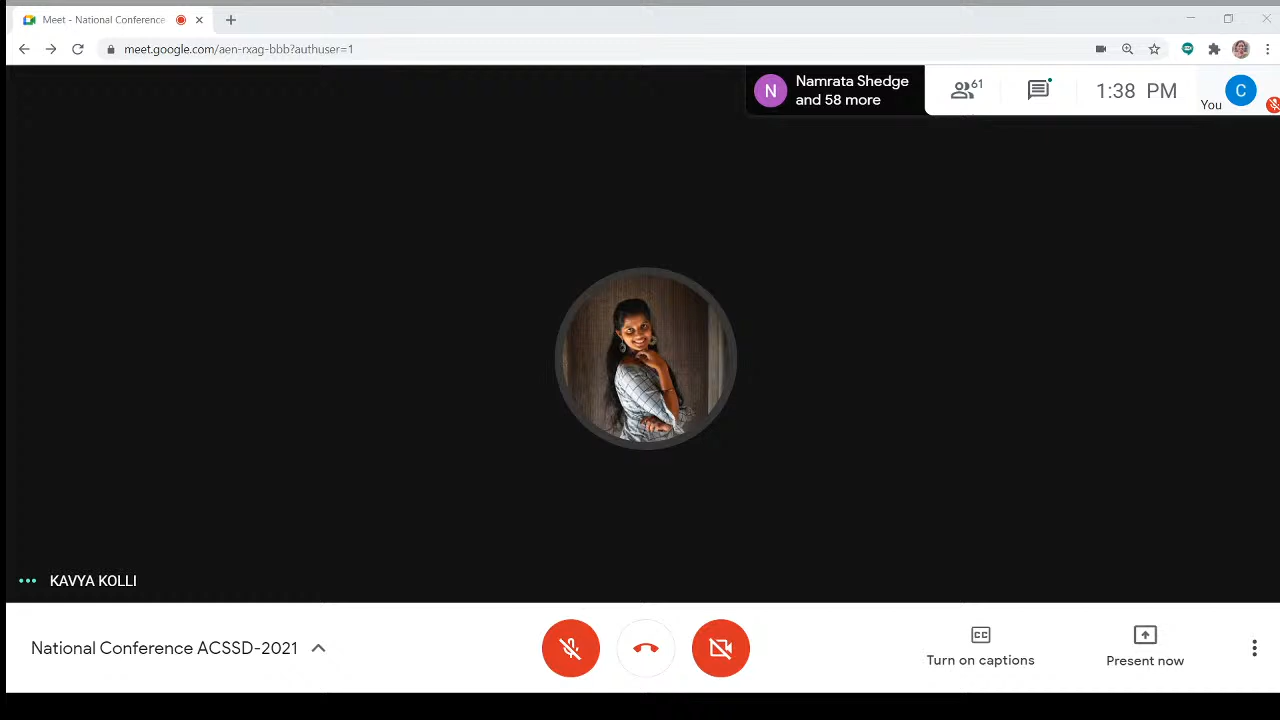 Meet - National Conference
meet.google.com/aen-rxag-bbb?authuser=1
Namrata Shedge
and 58 more
N
61
1:38 PM
You
C
KAVYA KOLLI
National Conference ACSSD-2021
CC
Turn on captions
Present now